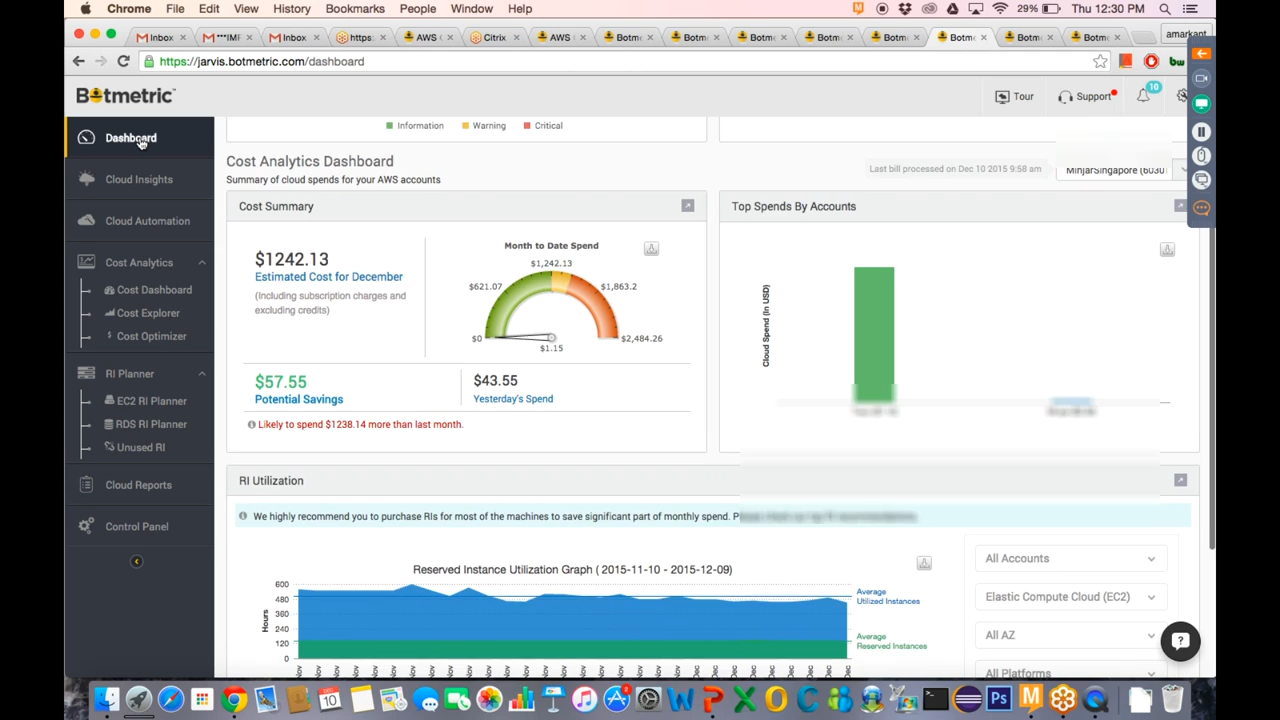 Chrome File Edit View History Bookmarks People Window Help 29% Thu 12:30 PM
Inbox ***IMF Inbox https: AWS C Citrix AWS C Botm Botm Botm Botm Botm Botm Botm Botm amarkant
https://jarvis.botmetric.com/dashboard
Botmetric Tour Support 10
Dashboard
Cloud Insights
Cloud Automation
Cost Analytics
Cost Dashboard
Cost Explorer
Cost Optimizer
RI Planner
EC2 RI Planner
RDS RI Planner
Unused RI
Cloud Reports
Control Panel
Information Warning Critical
Cost Analytics Dashboard
Summary of cloud spends for your AWS accounts
Last bill processed on Dec 10 2015 9:58 am
MinjarSingapore (6030
Cost Summary
$1242.13
Estimated Cost for December
(Including subscription charges and
excluding credits)
Month to Date Spend
$1,242.13
$621.07 $1,863.2
$0 $2,484.26
$1.15
$57.55
Potential Savings
$43.55
Yesterday's Spend
Likely to spend $1238.14 more than last month.
Top Spends By Accounts
Cloud Spend (In USD)
RI Utilization
We highly recommend you to purchase RIs for most of the machines to save significant part of monthly spend.
Reserved Instance Utilization Graph ( 2015-11-10 - 2015-12-09)
Hours
600
480
360
240
120
0
Average
Utilized Instances
Average
Reserved Instances
All Accounts
Elastic Compute Cloud (EC2)
All AZ
All Platforms